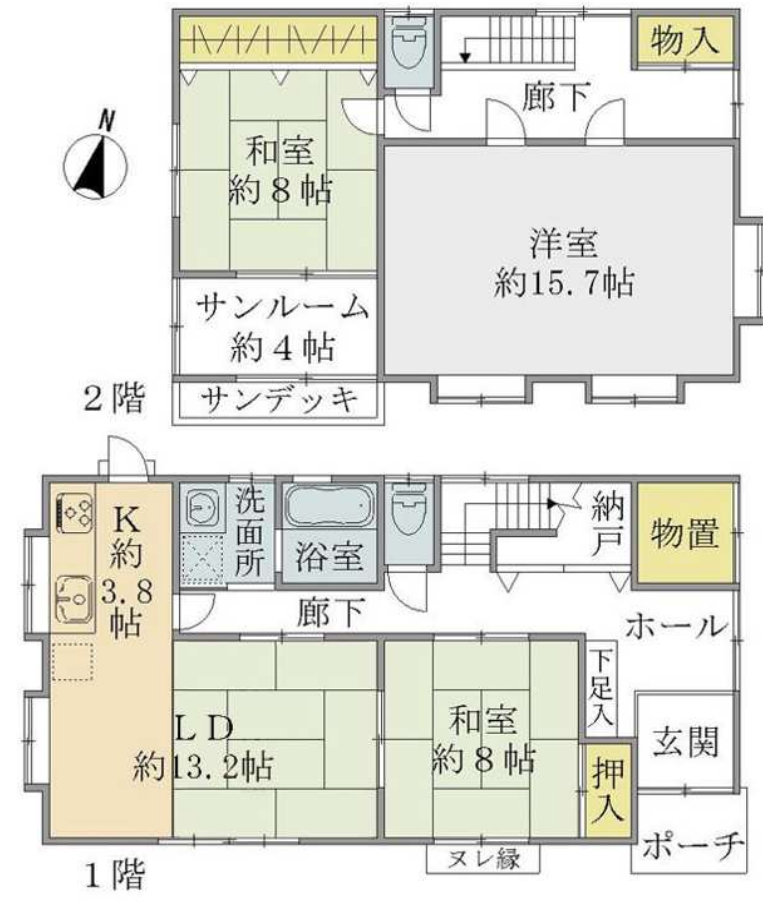 物入
廊下
N
和室
約８帖
洋室
約15.7帖
サンルーム
約４帖
２階
サンデッキ
K
約
3.8
帖
洗面所
浴室
納戸
物置
廊下
ホール
下足入
LD
約13.2帖
和室
約８帖
玄関
押入
ヌレ縁
ポーチ
１階